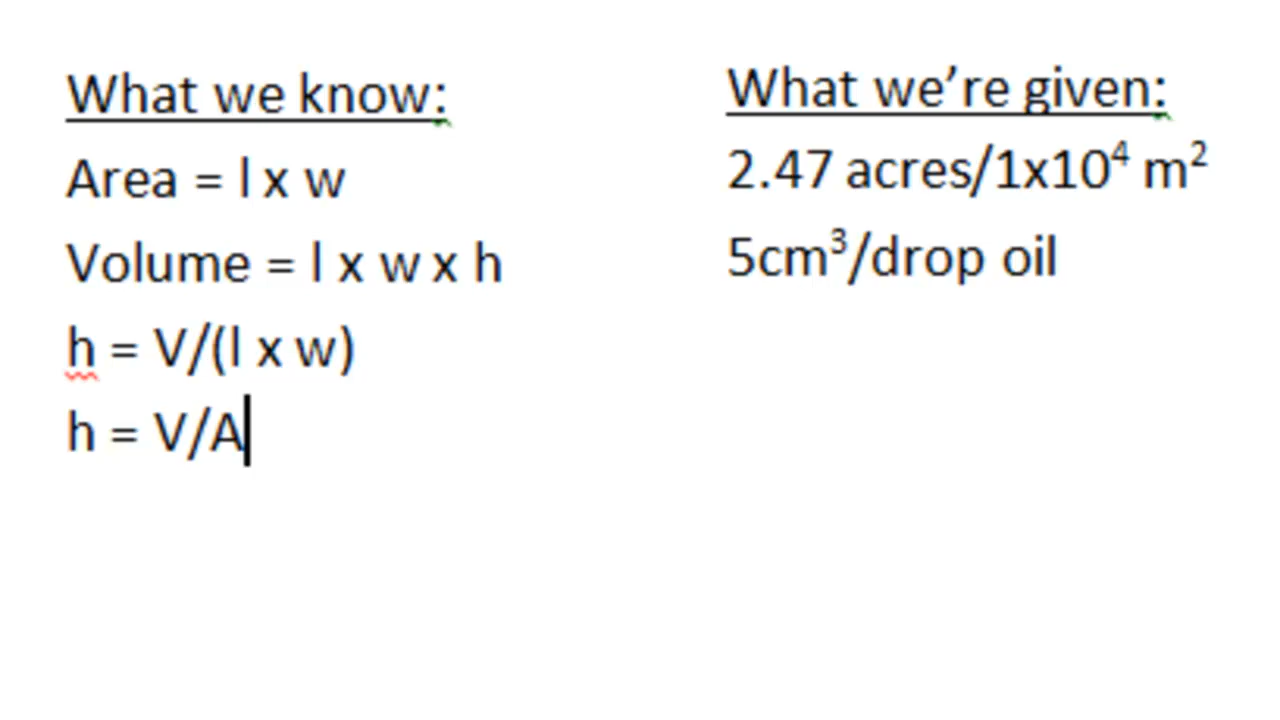 What we know:
Area = l x w
Volume = l x w x h
h = V/(l x w)
h = V/A
What we’re given:
2.47 acres/1x10⁴ m²
5cm³/drop oil